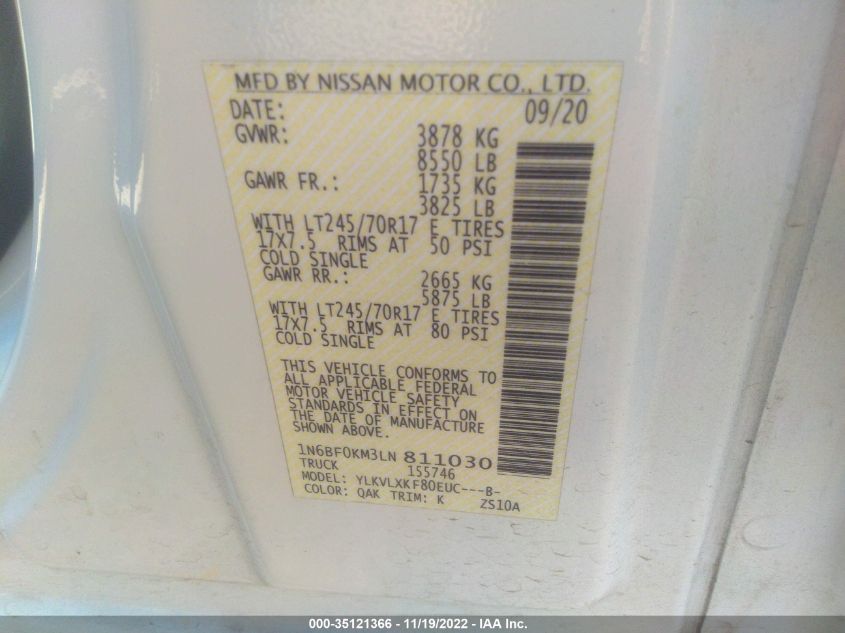 MFD BY NISSAN MOTOR CO., LTD.
DATE: 09/20
GVWR: 3878 KG
8550 LB
GAWR FR.: 1735 KG
3825 LB
WITH LT245/70R17 E TIRES
17X7.5 RIMS AT 50 PSI
COLD SINGLE
GAWR RR.: 2665 KG
5875 LB
WITH LT245/70R17 E TIRES
17X7.5 RIMS AT 80 PSI
COLD SINGLE
THIS VEHICLE CONFORMS TO
ALL APPLICABLE FEDERAL
MOTOR VEHICLE SAFETY
STANDARDS IN EFFECT ON
THE DATE OF MANUFACTURE
SHOWN ABOVE.
1N6BF0KM3LN 811030
TRUCK 155746
MODEL: YLKVLXKF80EUC---B-
COLOR: QAK TRIM: K ZS10A
000-35121366 - 11/19/2022 - IAA Inc.